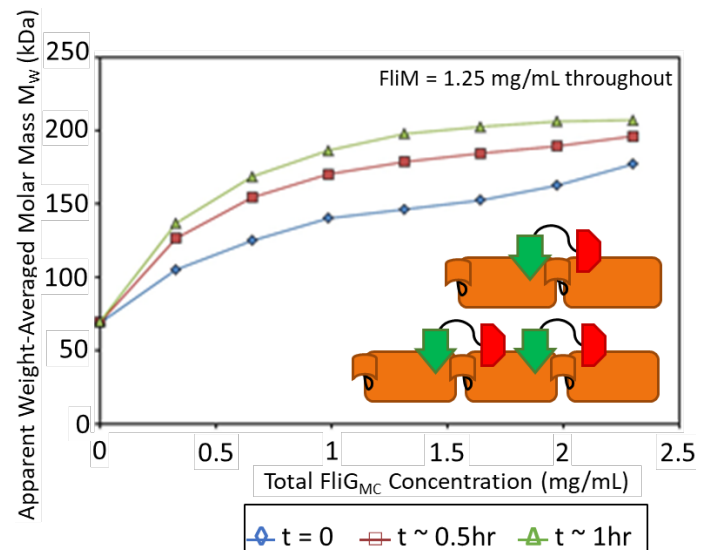 Apparent Weight-Averaged Molar Mass M_W (kDa)
250
200
150
100
50
0
FliM = 1.25 mg/mL throughout
0 0.5 1 1.5 2 2.5
Total FliG_MC Concentration (mg/mL)
t = 0 t ~ 0.5hr t ~ 1hr